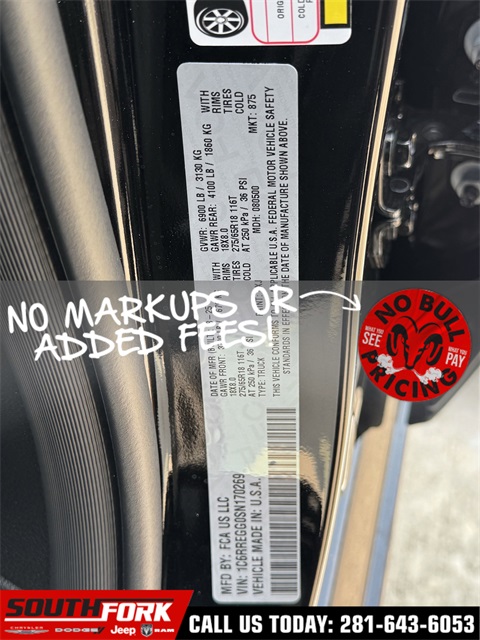 ORIG
COLD
MFD BY: FCA US LLC
DATE OF MFR
GVWR: 6900 LB / 3130 KG
GAWR FRONT:
GAWR REAR: 4100 LB / 1860 KG
WITH
18X8.0
RIMS
275/65R18 116T
TIRES
AT 250 kPa / 36 PSI
COLD
18X8.0
WITH
RIMS
275/65R18 116T
TIRES
AT 250 kPa / 36 PSI
COLD
THIS VEHICLE CONFORMS APPLICABLE U.S.A. FEDERAL MOTOR VEHICLE SAFETY
STANDARDS IN EFFECT THE DATE OF MANUFACTURE SHOWN ABOVE.
VIN: 1C6RREGG0SN170269
TYPE: TRUCK
MDH: 080500
MKT: 875
VEHICLE MADE IN: U.S.A.
NO MARKUPS OR
ADDED FEES!
NO BULL
WHAT YOU
SEE
WHAT YOU
PAY
PRICING
SOUTHFORK
CHRYSLER DODGE Jeep RAM
CALL US TODAY: 281-643-6053